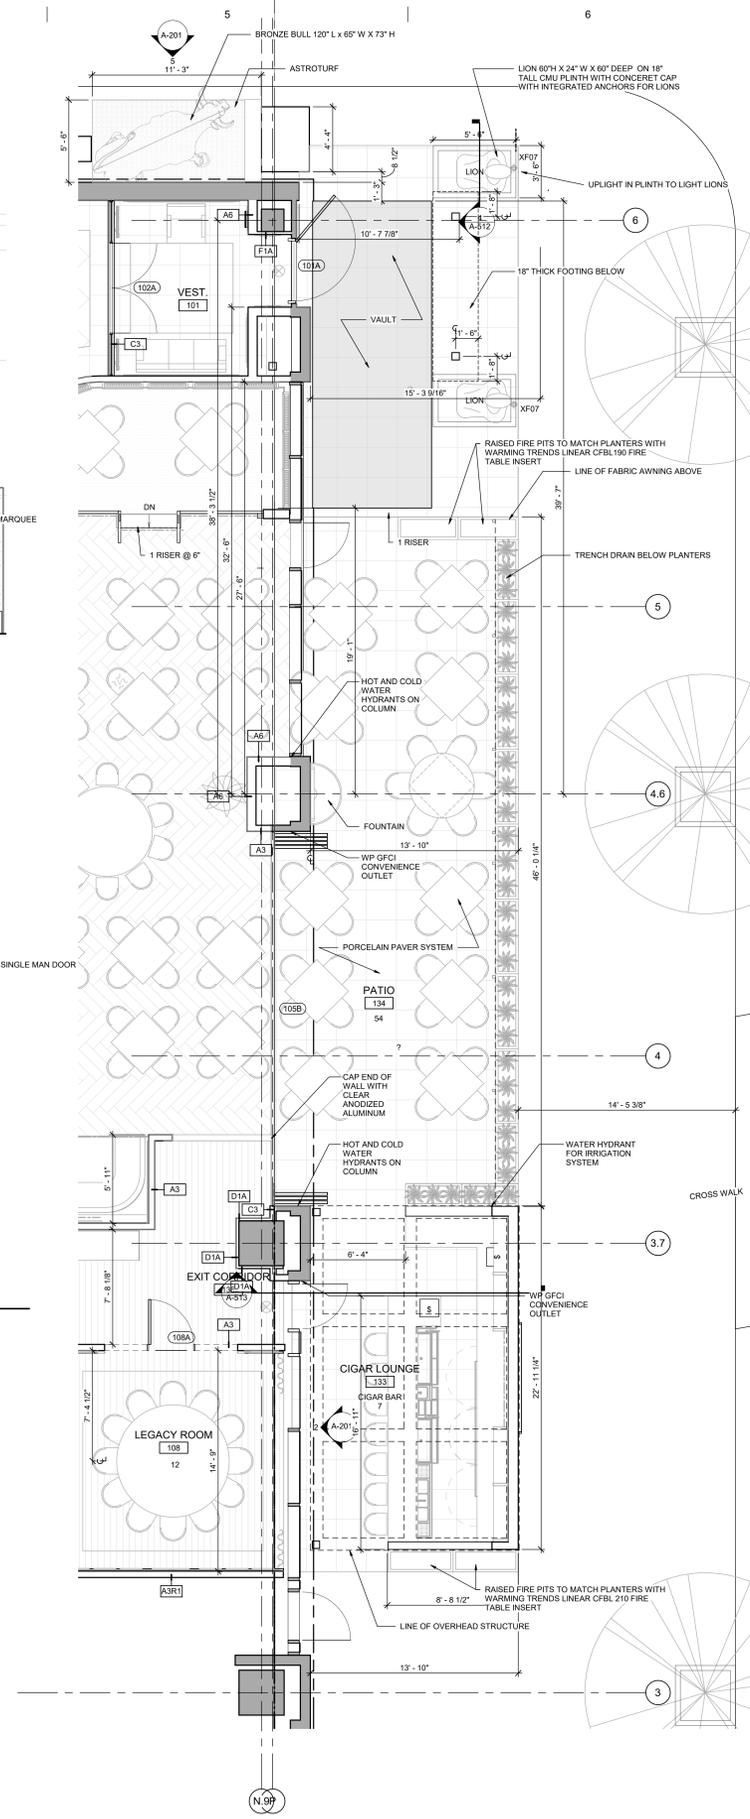 5
6
A-201
5
11' - 3"
BRONZE BULL 120" L x 65" W X 73" H
ASTROTURF
LION 60"H X 24" W X 60" DEEP ON 18"
TALL CMU PLINTH WITH CONCERET CAP
WITH INTEGRATED ANCHORS FOR LIONS
5' - 6"
4' - 4"
8 1/2"
1' - 3"
5' - 6"
XF07
3' - 6"
LION
UPLIGHT IN PLINTH TO LIGHT LIONS
1' - 8"
A6
F1A
101A
10' - 7 7/8"
A-512
6
102A
VEST.
101
18" THICK FOOTING BELOW
VAULT
C3
1' - 6"
1' - 8"
15' - 3 9/16"
LION
XF07
RAISED FIRE PITS TO MATCH PLANTERS WITH
WARMING TRENDS LINEAR CFBL190 FIRE
TABLE INSERT
LINE OF FABRIC AWNING ABOVE
39' - 7"
38' - 3 1/2"
DN
MARQUEE
1 RISER
1 RISER @ 6"
32' - 6"
27' - 6"
TRENCH DRAIN BELOW PLANTERS
5
19' - 1"
HOT AND COLD
WATER
HYDRANTS ON
COLUMN
A6
A6
4.6
FOUNTAIN
A3
13' - 10"
46' - 0 1/4"
WP GFCI
CONVENIENCE
OUTLET
PORCELAIN PAVER SYSTEM
SINGLE MAN DOOR
PATIO
134
54
105B
?
4
CAP END OF
WALL WITH
CLEAR
ANODIZED
ALUMINUM
14' - 5 3/8"
HOT AND COLD
WATER
HYDRANTS ON
COLUMN
WATER HYDRANT
FOR IRRIGATION
SYSTEM
5' - 11"
A3
D1A
C3
CROSS WALK
3.7
D1A
6' - 4"
S
EXIT CORRIDOR
D1A
A-513
7' - 8 1/8"
WP GFCI
CONVENIENCE
OUTLET
$
A3
108A
CIGAR LOUNGE
133
CIGAR BAR
7
22' - 11 1/4"
7' - 4 1/2"
2
A-201
16' - 11"
LEGACY ROOM
108
12
14' - 9"
A3R1
RAISED FIRE PITS TO MATCH PLANTERS WITH
WARMING TRENDS LINEAR CFBL 210 FIRE
TABLE INSERT
8' - 8 1/2"
LINE OF OVERHEAD STRUCTURE
13' - 10"
3
N.9
P